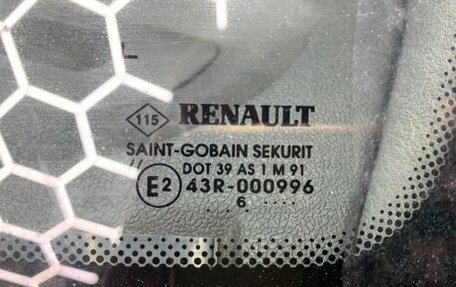 115 RENAULT
SAINT-GOBAIN SEKURIT
// DOT 39 AS 1 M 91
E2 43R-000996
.. 6 ....